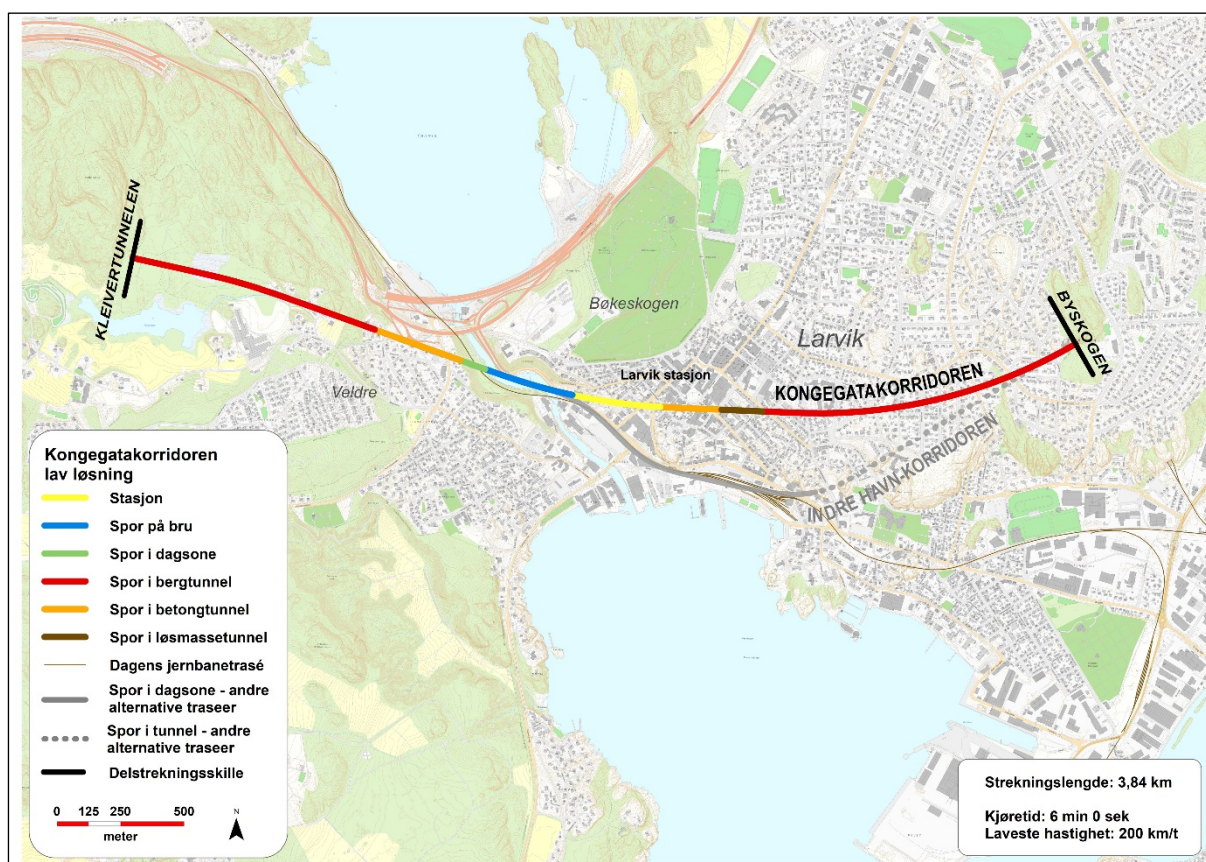 KLEIVERTUNNELEN
Bøkeskogen
Larvik
BYSKOGEN
Larvik stasjon
KONGEGATAKORRIDOREN
Veldre
INDRE HAVN-KORRIDOREN
Kongegatakorridoren
lav løsning
Stasjon
Spor på bru
Spor i dagsone
Spor i bergtunnel
Spor i betongtunnel
Spor i løsmassetunnel
Dagens jernbanetrasé
Spor i dagsone - andre
alternative traseer
Spor i tunnel - andre
alternative traseer
Delstrekningsskille
0 125 250 500
meter
N
Strekningslengde: 3,84 km
Kjøretid: 6 min 0 sek
Laveste hastighet: 200 km/t